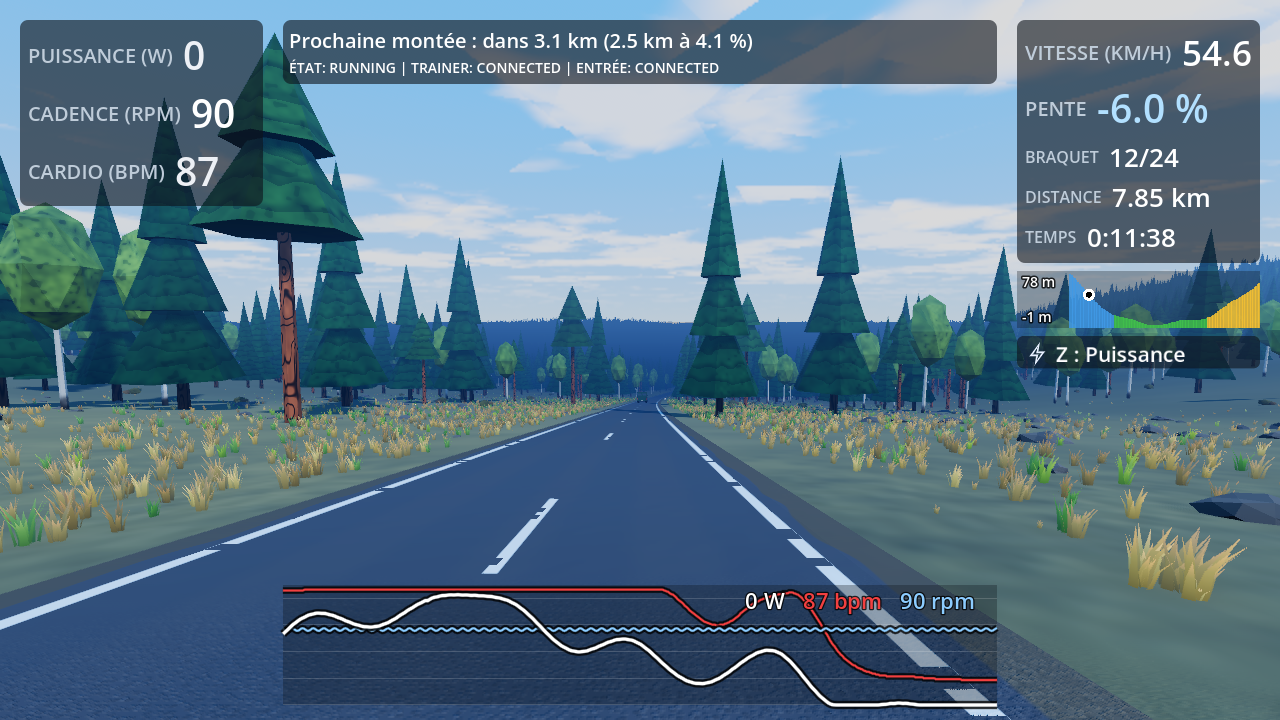 PUISSANCE (W) 0
CADENCE (RPM) 90
CARDIO (BPM) 87
Prochaine montée : dans 3.1 km (2.5 km à 4.1 %)
ÉTAT: RUNNING | TRAINER: CONNECTED | ENTRÉE: CONNECTED
VITESSE (KM/H) 54.6
PENTE -6.0 %
BRAQUET 12/24
DISTANCE 7.85 km
TEMPS 0:11:38
78 m
-1 m
Z : Puissance
0 W 87 bpm 90 rpm